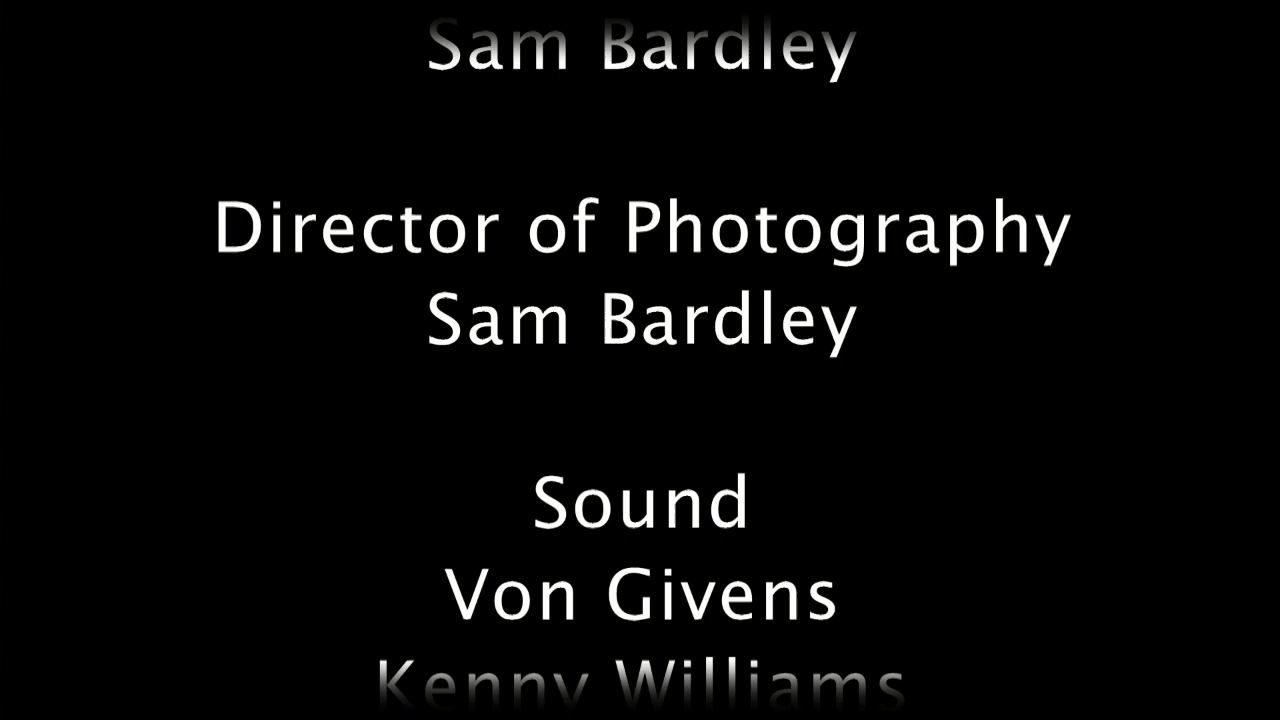 Sam Bardley
Director of Photography
Sam Bardley
Sound
Von Givens
Kenny Williams